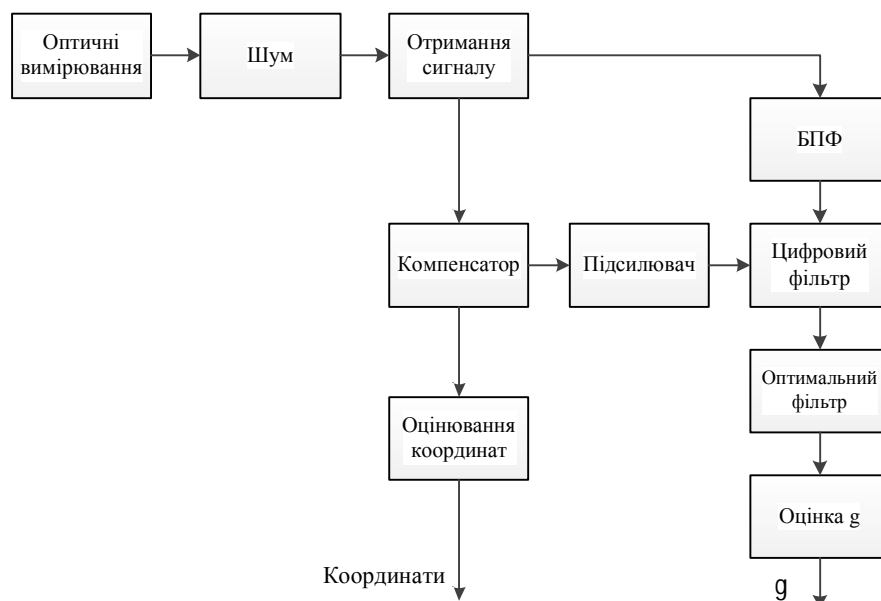 Оптичні
вимірювання
Шум
Отримання
сигналу
БПФ
Компенсатор
Підсилювач
Цифровий
фільтр
Оптимальний
фільтр
Оцінювання
координат
Оцінка g
Координати
g